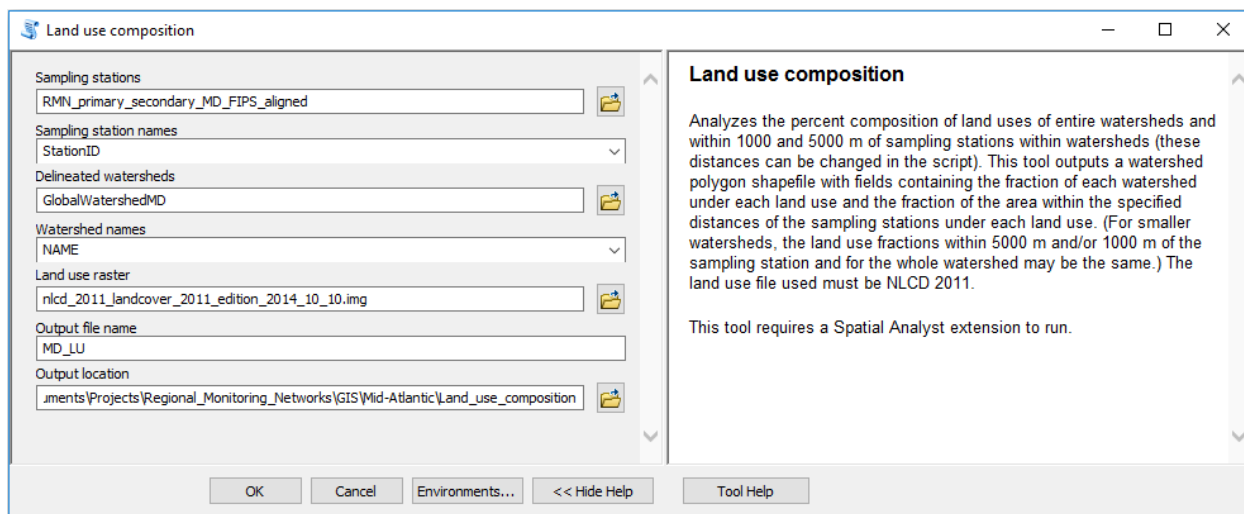 Land use composition
Sampling stations
RMN_primary_secondary_MD_FIPS_aligned
Sampling station names
StationID
Delineated watersheds
GlobalWatershedMD
Watershed names
NAME
Land use raster
nlcd_2011_landcover_2011_edition_2014_10_10.img
Output file name
MD_LU
Output location
uments\Projects\Regional_Monitoring_Networks\GIS\Mid-Atlantic\Land_use_composition
Land use composition
Analyzes the percent composition of land uses of entire watersheds and
within 1000 and 5000 m of sampling stations within watersheds (these
distances can be changed in the script). This tool outputs a watershed
polygon shapefile with fields containing the fraction of each watershed
under each land use and the fraction of the area within the specified
distances of the sampling stations under each land use. (For smaller
watersheds, the land use fractions within 5000 m and/or 1000 m of the
sampling station and for the whole watershed may be the same.) The
land use file used must be NLCD 2011.
This tool requires a Spatial Analyst extension to run.
OK
Cancel
Environments...
<< Hide Help
Tool Help